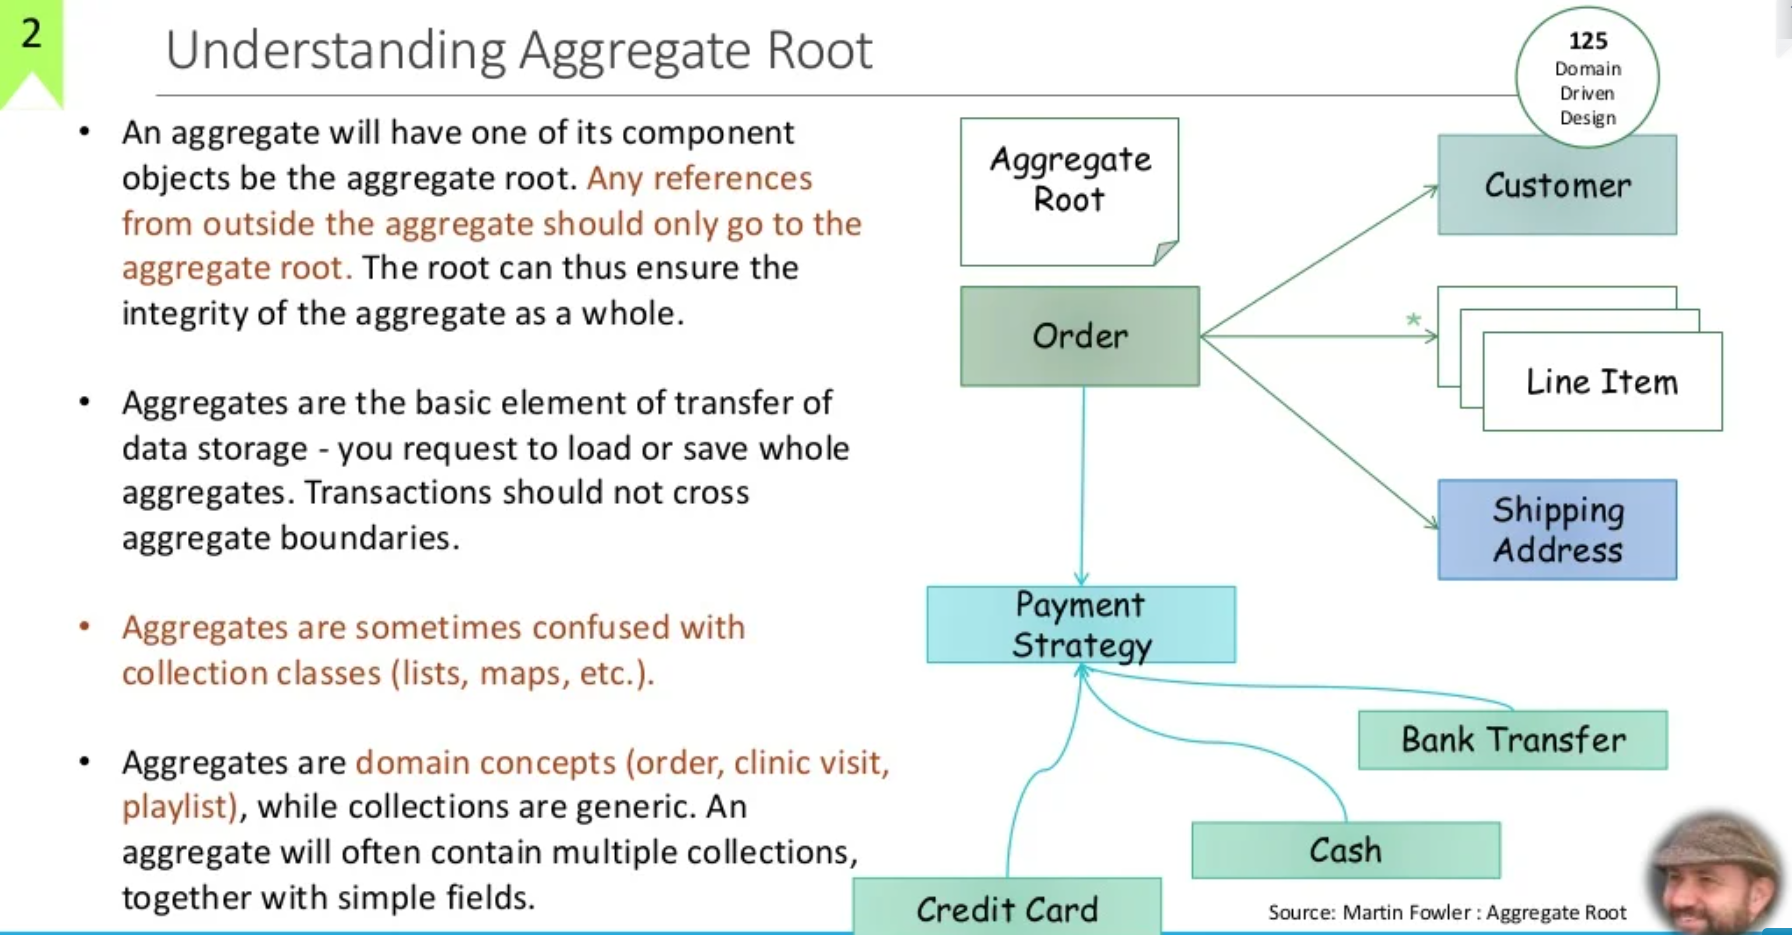 2
Understanding Aggregate Root
125
Domain
Driven
Design
• An aggregate will have one of its component
objects be the aggregate root. Any references
from outside the aggregate should only go to the
aggregate root. The root can thus ensure the
integrity of the aggregate as a whole.
• Aggregates are the basic element of transfer of
data storage - you request to load or save whole
aggregates. Transactions should not cross
aggregate boundaries.
• Aggregates are sometimes confused with
collection classes (lists, maps, etc.).
• Aggregates are domain concepts (order, clinic visit,
playlist), while collections are generic. An
aggregate will often contain multiple collections,
together with simple fields.
Aggregate
Root
Customer
Order
*
Line Item
Shipping
Address
Payment
Strategy
Bank Transfer
Cash
Credit Card
Source: Martin Fowler : Aggregate Root